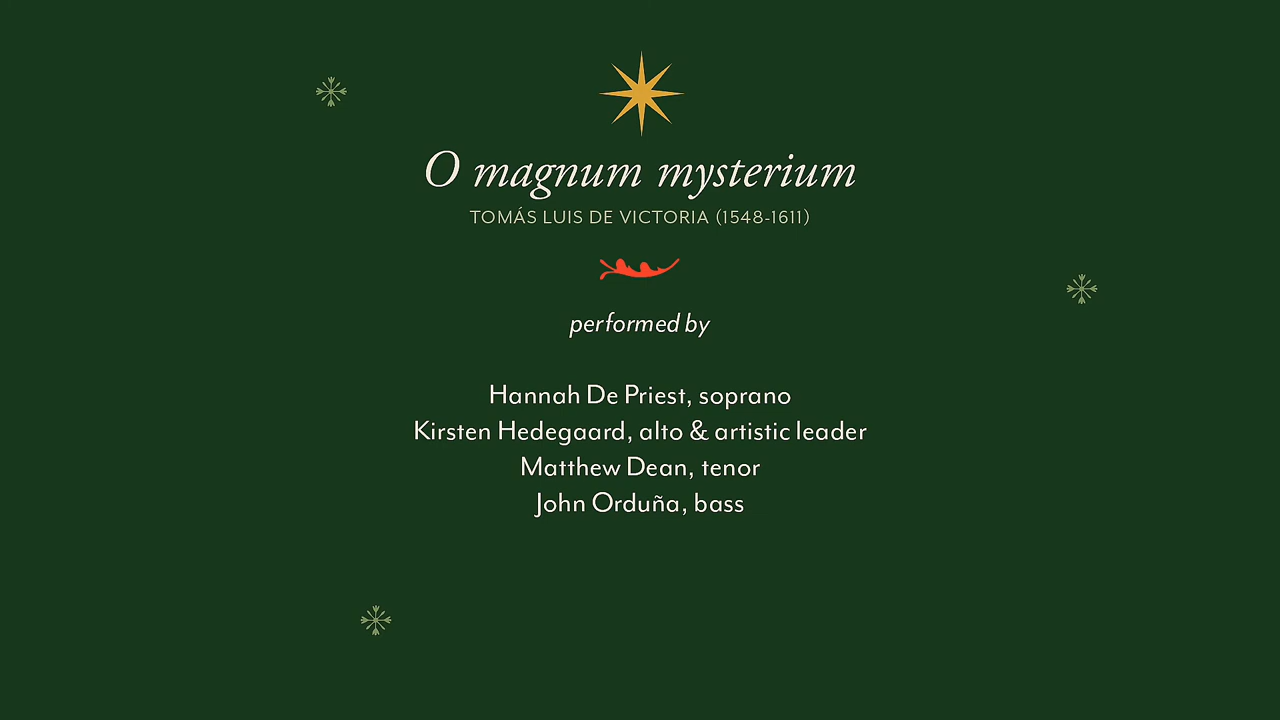 O magnum mysterium
TOMÁS LUIS DE VICTORIA (1548-1611)
performed by
Hannah De Priest, soprano
Kirsten Hedegaard, alto & artistic leader
Matthew Dean, tenor
John Orduña, bass